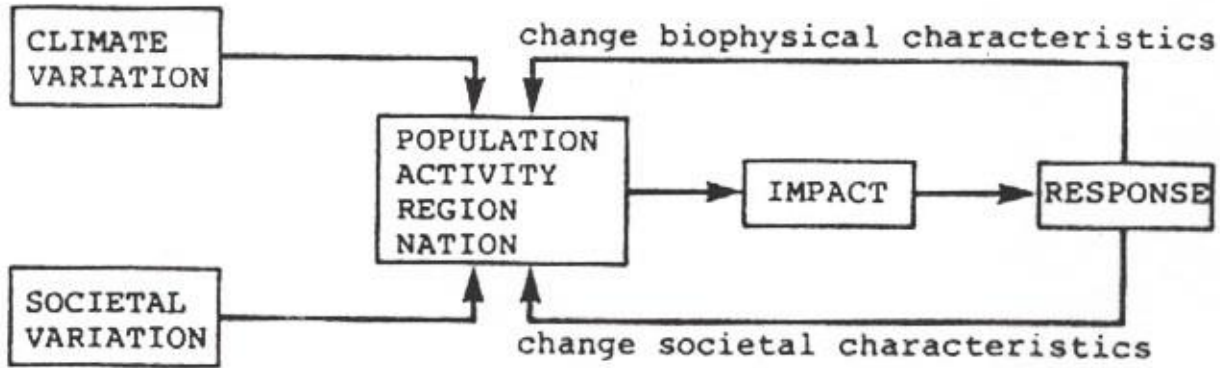 CLIMATE
VARIATION
change biophysical characteristics
POPULATION
ACTIVITY
REGION
NATION
IMPACT
RESPONSE
SOCIETAL
VARIATION
change societal characteristics